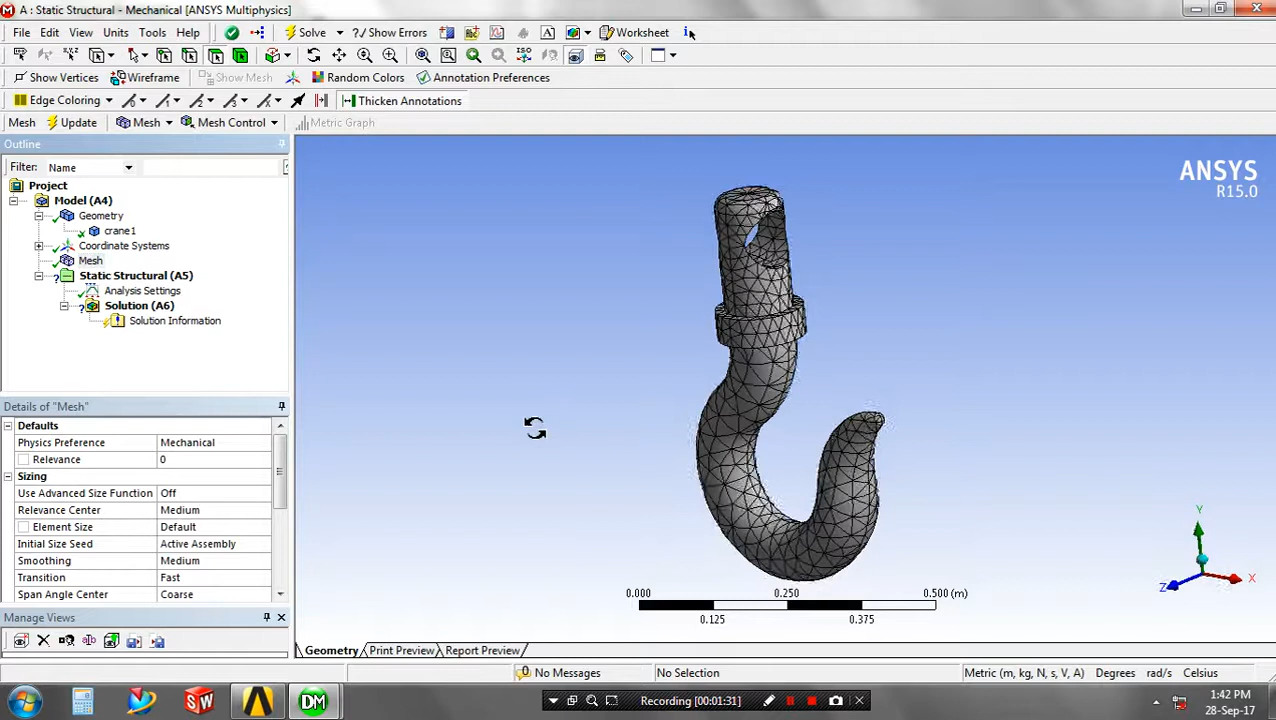 A : Static Structural - Mechanical [ANSYS Multiphysics]
File Edit View Units Tools Help Solve ?/ Show Errors Worksheet
Show Vertices Wireframe Show Mesh Random Colors Annotation Preferences
Edge Coloring Thicken Annotations
Mesh Update Mesh Mesh Control Metric Graph
Outline
Filter: Name
Project
Model (A4)
Geometry
crane1
Coordinate Systems
Mesh
Static Structural (A5)
Analysis Settings
Solution (A6)
Solution Information
Details of "Mesh"
Defaults
Physics Preference Mechanical
Relevance 0
Sizing
Use Advanced Size Function Off
Relevance Center Medium
Element Size Default
Initial Size Seed Active Assembly
Smoothing Medium
Transition Fast
Span Angle Center Coarse
Manage Views
ANSYS
R15.0
Y
X
Z
0.000 0.250 0.500 (m)
0.125 0.375
Geometry Print Preview Report Preview
No Messages No Selection Metric (m, kg, N, s, V, A) Degrees rad/s Celsius
SW DM Recording [00:01:31] 1:42 PM
28-Sep-17